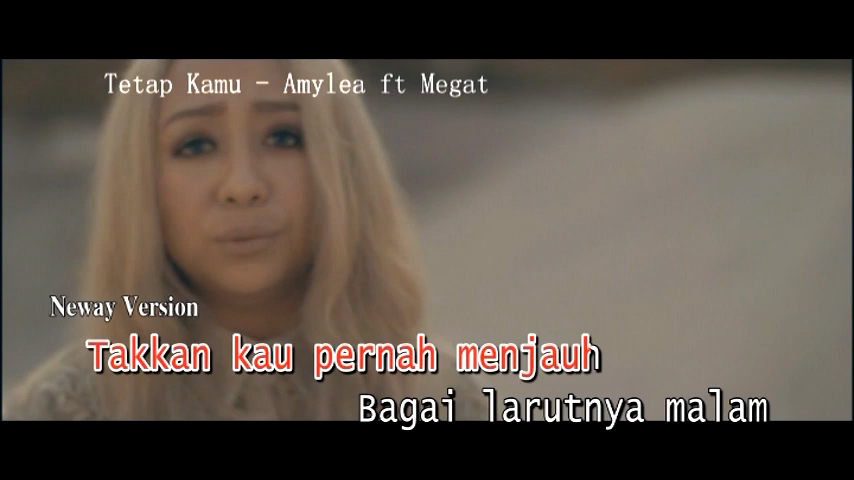 Tetap Kamu - Amylea ft Megat
Neway Version
Takkan kau pernah menjauh
Bagai larutnya malam